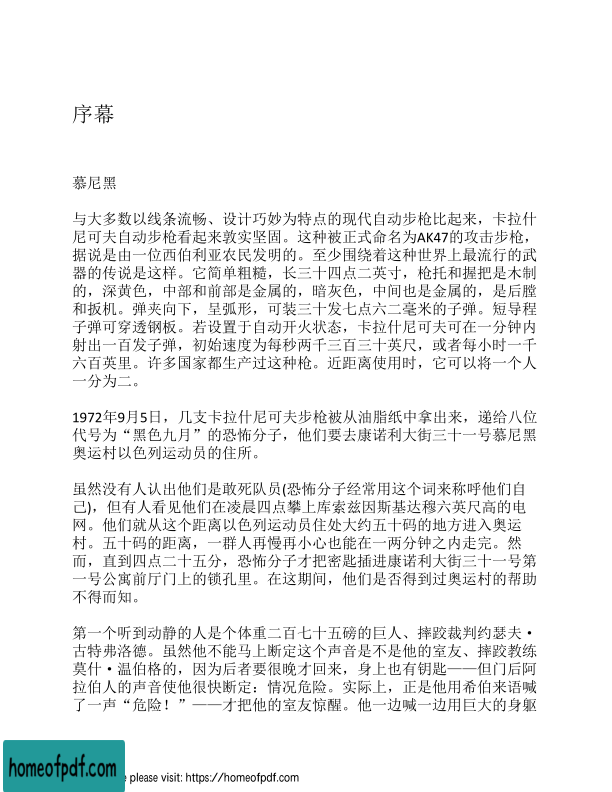 序幕
慕尼黑
与大多数以线条流畅、设计巧妙为特点的现代自动步枪比起来，卡拉什
尼可夫自动步枪看起来敦实坚固。这种被正式命名为AK47的攻击步枪，
据说是由一位西伯利亚农民发明的。至少围绕着这种世界上最流行的武
器的传说是这样。它简单粗糙，长三十四点二英寸，枪托和握把是木制
的，深黄色，中部和前部是金属的，暗灰色，中间也是金属的，是后膛
和扳机。弹夹向下，呈弧形，可装三十发七点六二毫米的子弹。短导程
子弹可穿透钢板。若设置于自动开火状态，卡拉什尼可夫可在一分钟内
射出一百发子弹，初始速度为每秒两千三百三十英尺，或者每小时一千
六百英里。许多国家都生产过这种枪。近距离使用时，它可以将一个人
一分为二。
1972年9月5日，几支卡拉什尼可夫步枪被从油脂纸中拿出来，递给八位
代号为“黑色九月”的恐怖分子，他们要去康诺利大街三十一号慕尼黑
奥运村以色列运动员的住所。
虽然没有人认出他们是敢死队员(恐怖分子经常用这个词来称呼他们自
己)，但有人看见他们在凌晨四点攀上库索兹因斯基达穆六英尺高的电
网。他们就从这个距离以色列运动员住处大约五十码的地方进入奥运
村。五十码的距离，一群人再慢再小心也能在一两分钟之内走完。然
而，直到四点二十五分，恐怖分子才把密匙插进康诺利大街三十一号第
一号公寓前厅门上的锁孔里。在这期间，他们是否得到过奥运村的帮助
不得而知。
第一个听到动静的人是个体重二百七十五磅的巨人、摔跤裁判约瑟夫·
古特弗洛德。虽然他不能马上断定这个声音是不是他的室友、摔跤教练
莫什·温伯格的，因为后者要很晚才回来，身上也有钥匙——但门后阿
拉伯人的声音使他很快断定：情况危险。实际上，正是他用希伯来语喊
了一声“危险！”——才把他的室友惊醒。他一边喊一边用巨大的身躯
homeofpdf.com
e please visit: https://homeofpdf.com